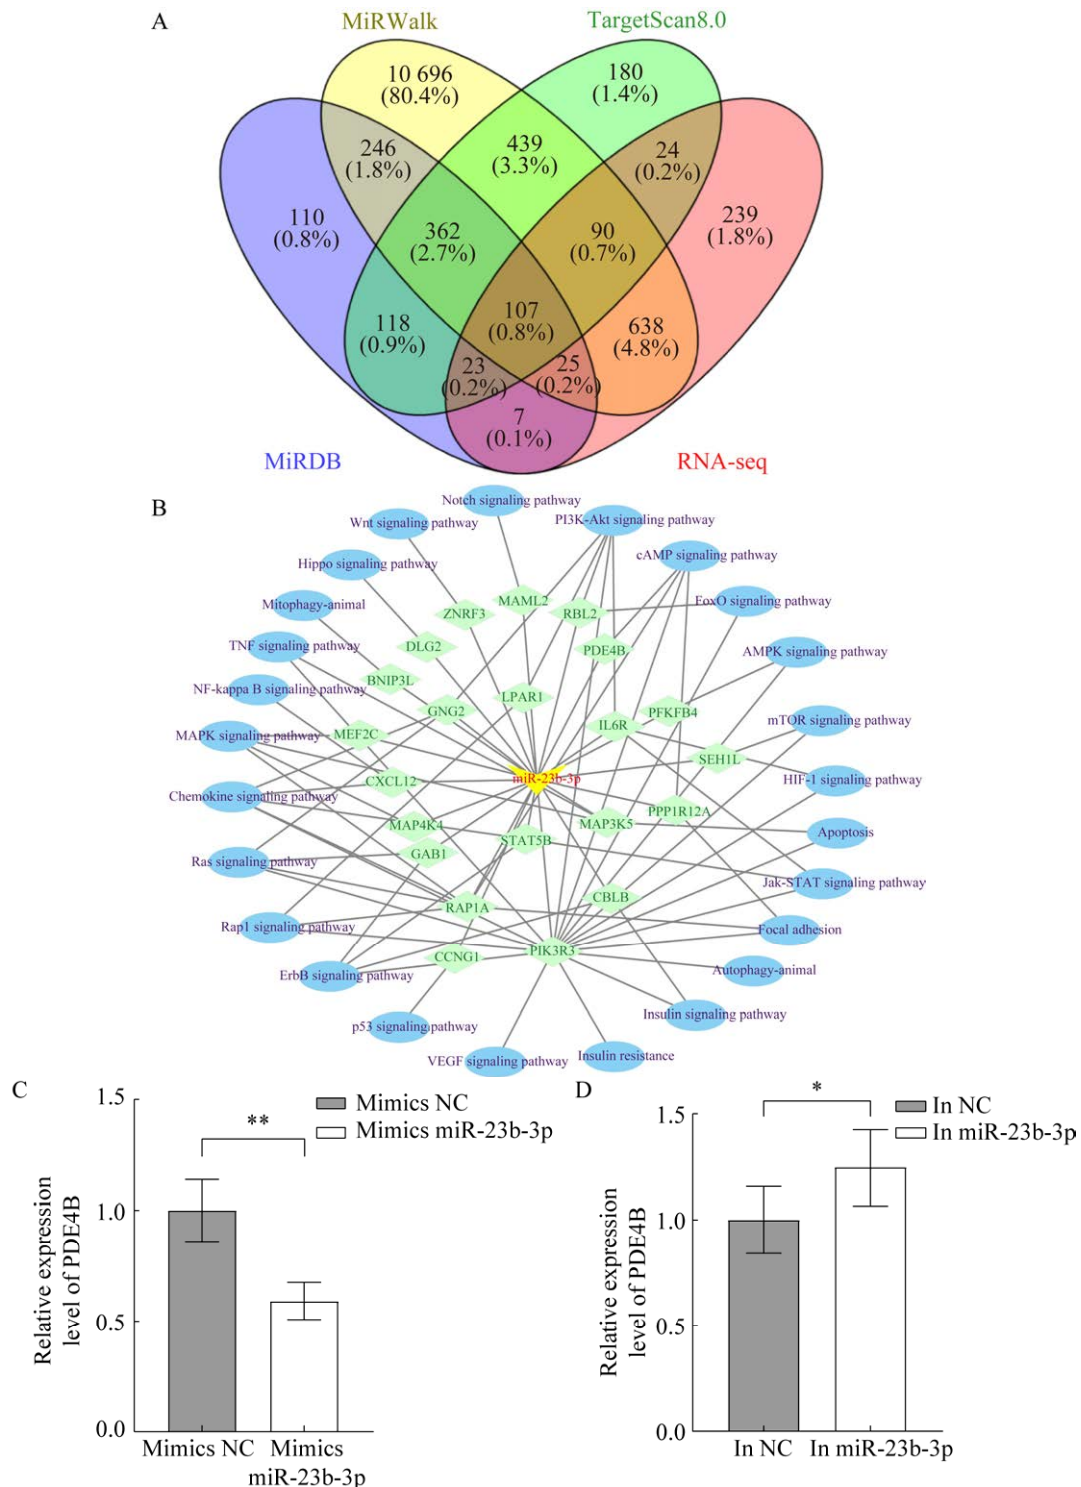 A
MiRWalk
TargetScan8.0
10 696
(80.4%)
180
(1.4%)
246
(1.8%)
439
(3.3%)
24
(0.2%)
110
(0.8%)
362
(2.7%)
90
(0.7%)
239
(1.8%)
118
(0.9%)
107
(0.8%)
638
(4.8%)
23
(0.2%)
25
(0.2%)
7
(0.1%)
MiRDB
RNA-seq
B
Notch signaling pathway
Wnt signaling pathway
PI3K-Akt signaling pathway
Hippo signaling pathway
cAMP signaling pathway
Mitophagy-animal
ZNRF3
MAML2
RBL2
FoxO signaling pathway
TNF signaling pathway
DLG2
PDE4B
AMPK signaling pathway
NF-kappa B signaling pathway
BNIP3L
LPAR1
GNG2
PFKFB4
mTOR signaling pathway
MAPK signaling pathway
MEF2C
IL6R
SEH1L
CXCL12
miR-23b-3p
HIF-1 signaling pathway
Chemokine signaling pathway
MAP4K4
MAP3K5
PPP1R12A
Apoptosis
STAT5B
Ras signaling pathway
GAB1
Jak-STAT signaling pathway
RAP1A
CBLB
Rap1 signaling pathway
Focal adhesion
CCNG1
PIK3R3
ErbB signaling pathway
Autophagy-animal
p53 signaling pathway
Insulin signaling pathway
VEGF signaling pathway
Insulin resistance
C
1.5
1.0
0.5
0.0
Relative expression
level of PDE4B
**
Mimics NC
Mimics miR-23b-3p
Mimics NC
Mimics
miR-23b-3p
D
1.5
1.0
0.5
0.0
Relative expression
level of PDE4B
*
In NC
In miR-23b-3p
In NC
In miR-23b-3p